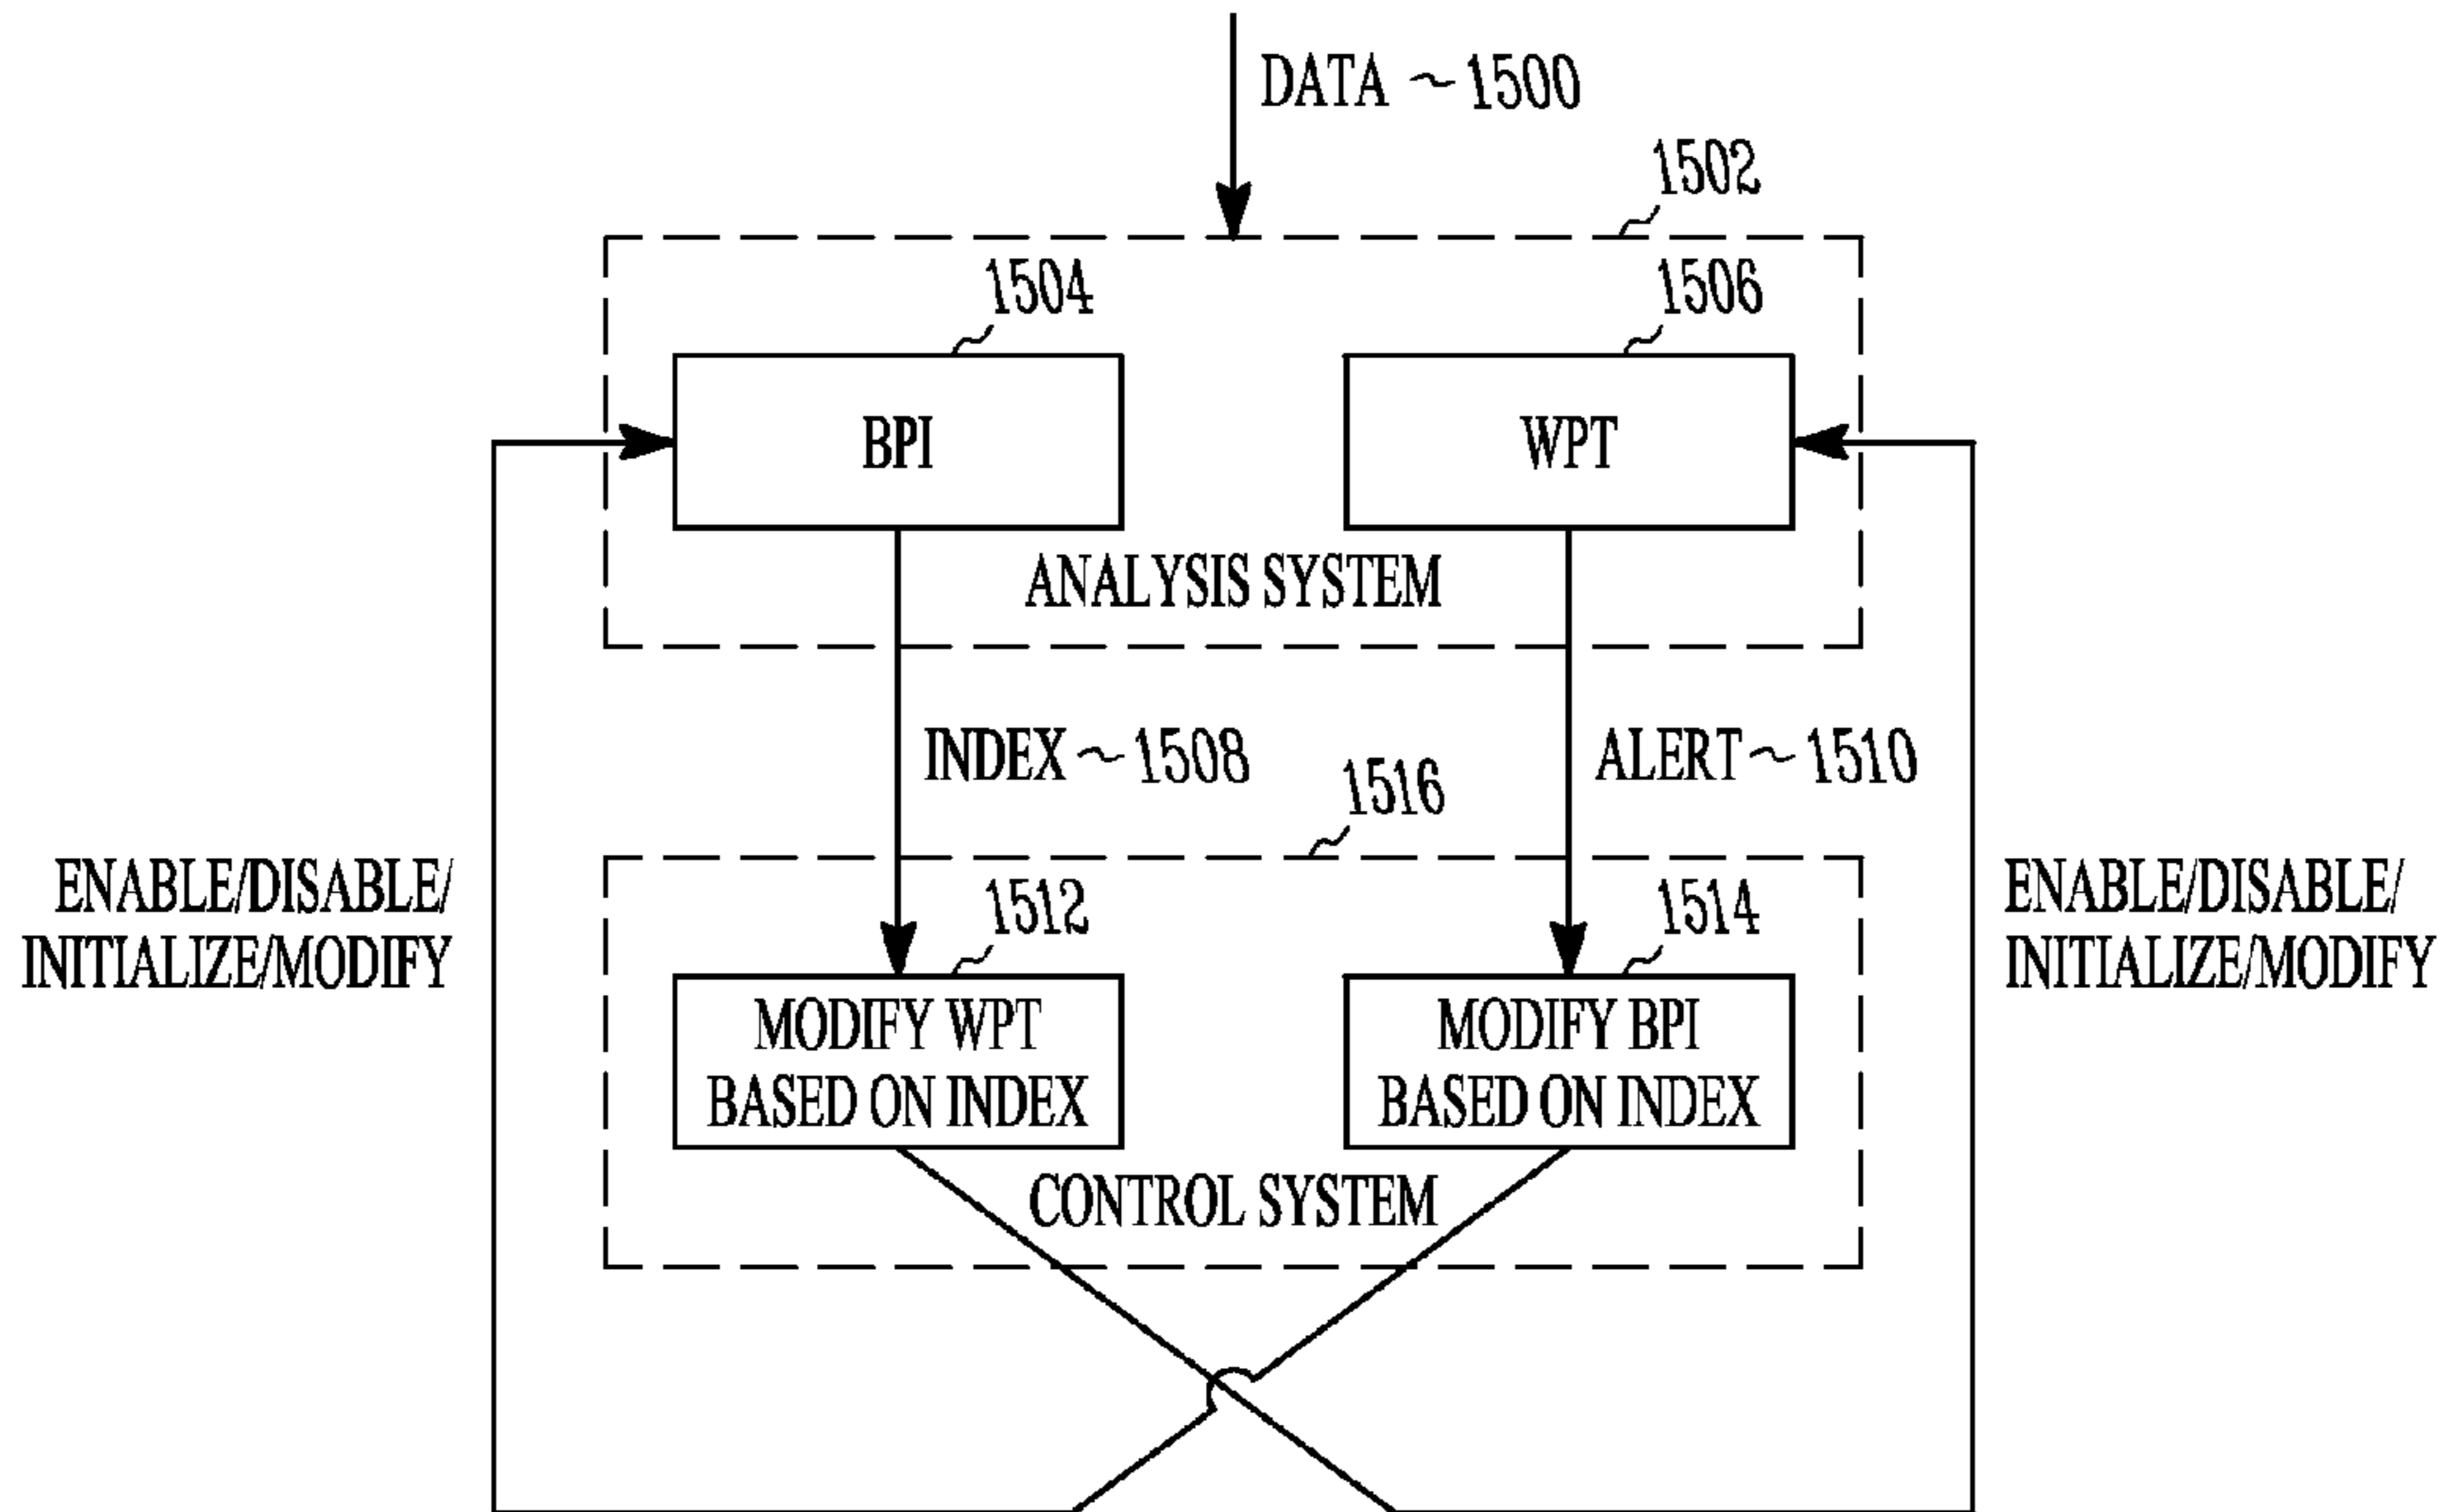 DATA ~ 1500
1502
1504
1506
BPI
WPT
ANALYSIS SYSTEM
INDEX ~ 1508
ALERT ~ 1510
1516
ENABLE/DISABLE/
INITIALIZE/MODIFY
ENABLE/DISABLE/
INITIALIZE/MODIFY
1512
1514
MODIFY WPT
BASED ON INDEX
MODIFY BPI
BASED ON INDEX
CONTROL SYSTEM